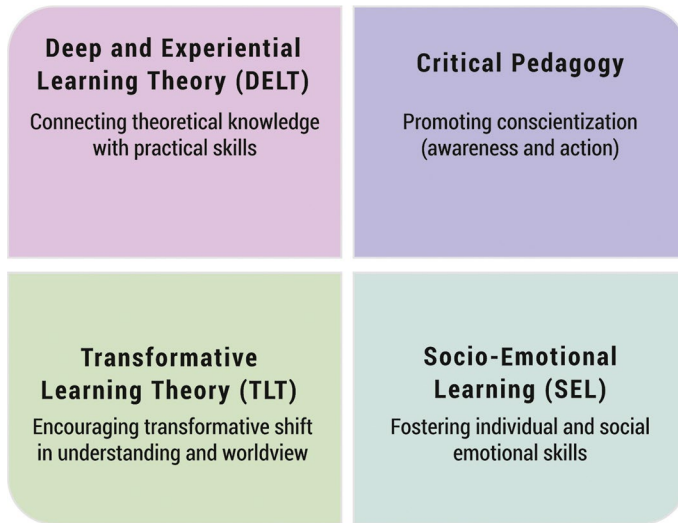 Deep and Experiential
Learning Theory (DELT)
Connecting theoretical knowledge
with practical skills
Critical Pedagogy
Promoting conscientization
(awareness and action)
Transformative
Learning Theory (TLT)
Encouraging transformative shift
in understanding and worldview
Socio-Emotional
Learning (SEL)
Fostering individual and social
emotional skills